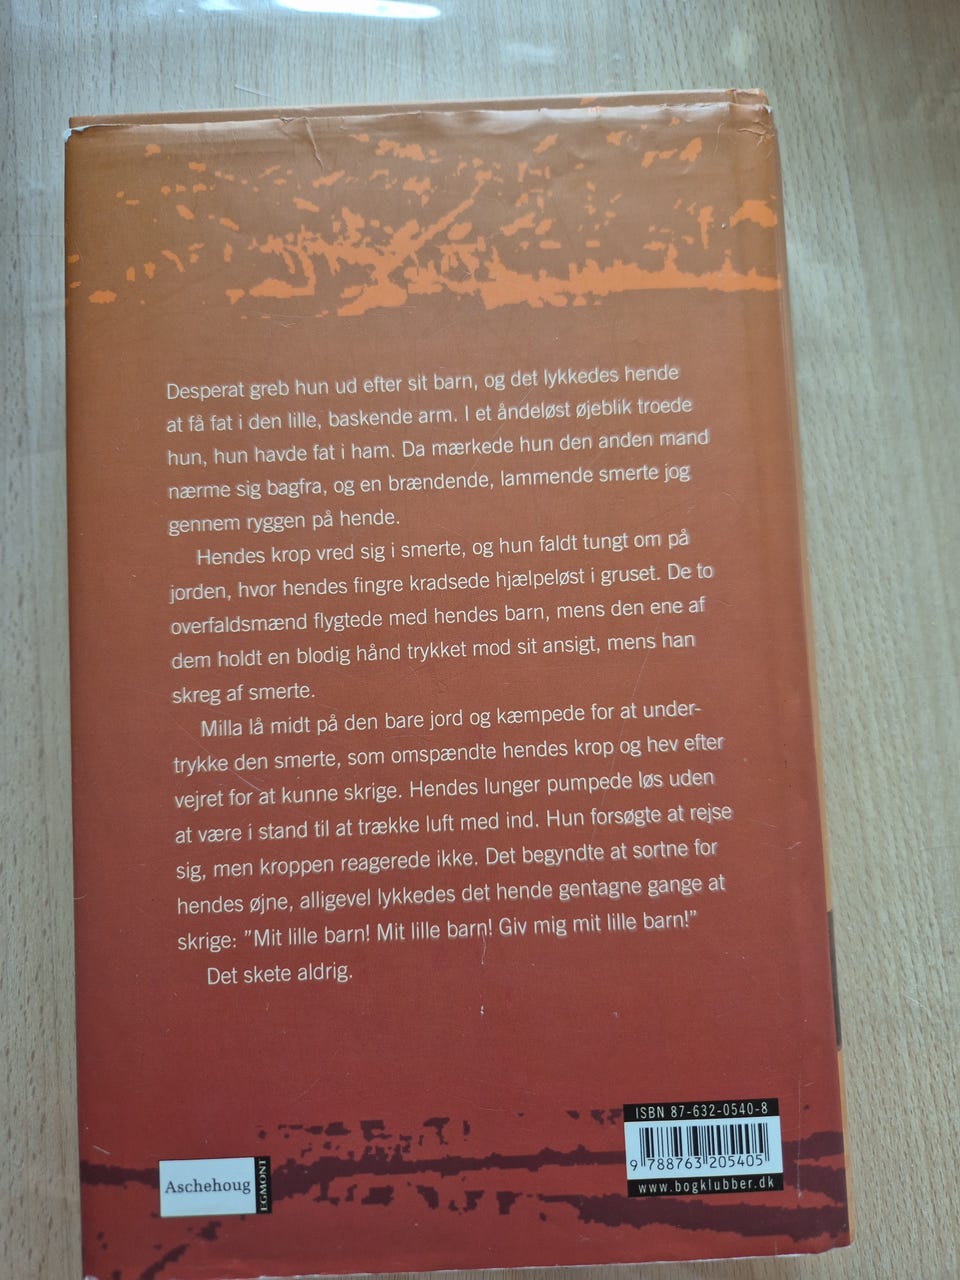 Desperat greb hun ud efter sit barn, og det lykkedes hende
at få fat i den lille, baskende arm. I et åndeløst øjeblik troede
hun, hun havde fat i ham. Da mærkede hun den anden mand
nærme sig bagfra, og en brændende, lammende smerte jog
gennem ryggen på hende.
Hendes krop vred sig i smerte, og hun faldt tungt om på
jorden, hvor hendes fingre kradsede hjælpeløst i gruset. De to
overfaldsmænd flygtede med hendes barn, mens den ene af
dem holdt en blodig hånd trykket mod sit ansigt, mens han
skreg af smerte.
Milla lå midt på den bare jord og kæmpede for at under-
trykke den smerte, som omspændte hendes krop og hev efter
vejret for at kunne skrige. Hendes lunger pumpede løs uden
at være i stand til at trække luft med ind. Hun forsøgte at rejse
sig, men kroppen reagerede ikke. Det begyndte at sortne for
hendes øjne, alligevel lykkedes det hende gentagne gange at
skrige: ”Mit lille barn! Mit lille barn! Giv mig mit lille barn!”
Det skete aldrig.
ISBN 87-632-0540-8
9 788763 205405
www.bogklubber.dk
Aschehoug
EGMONT